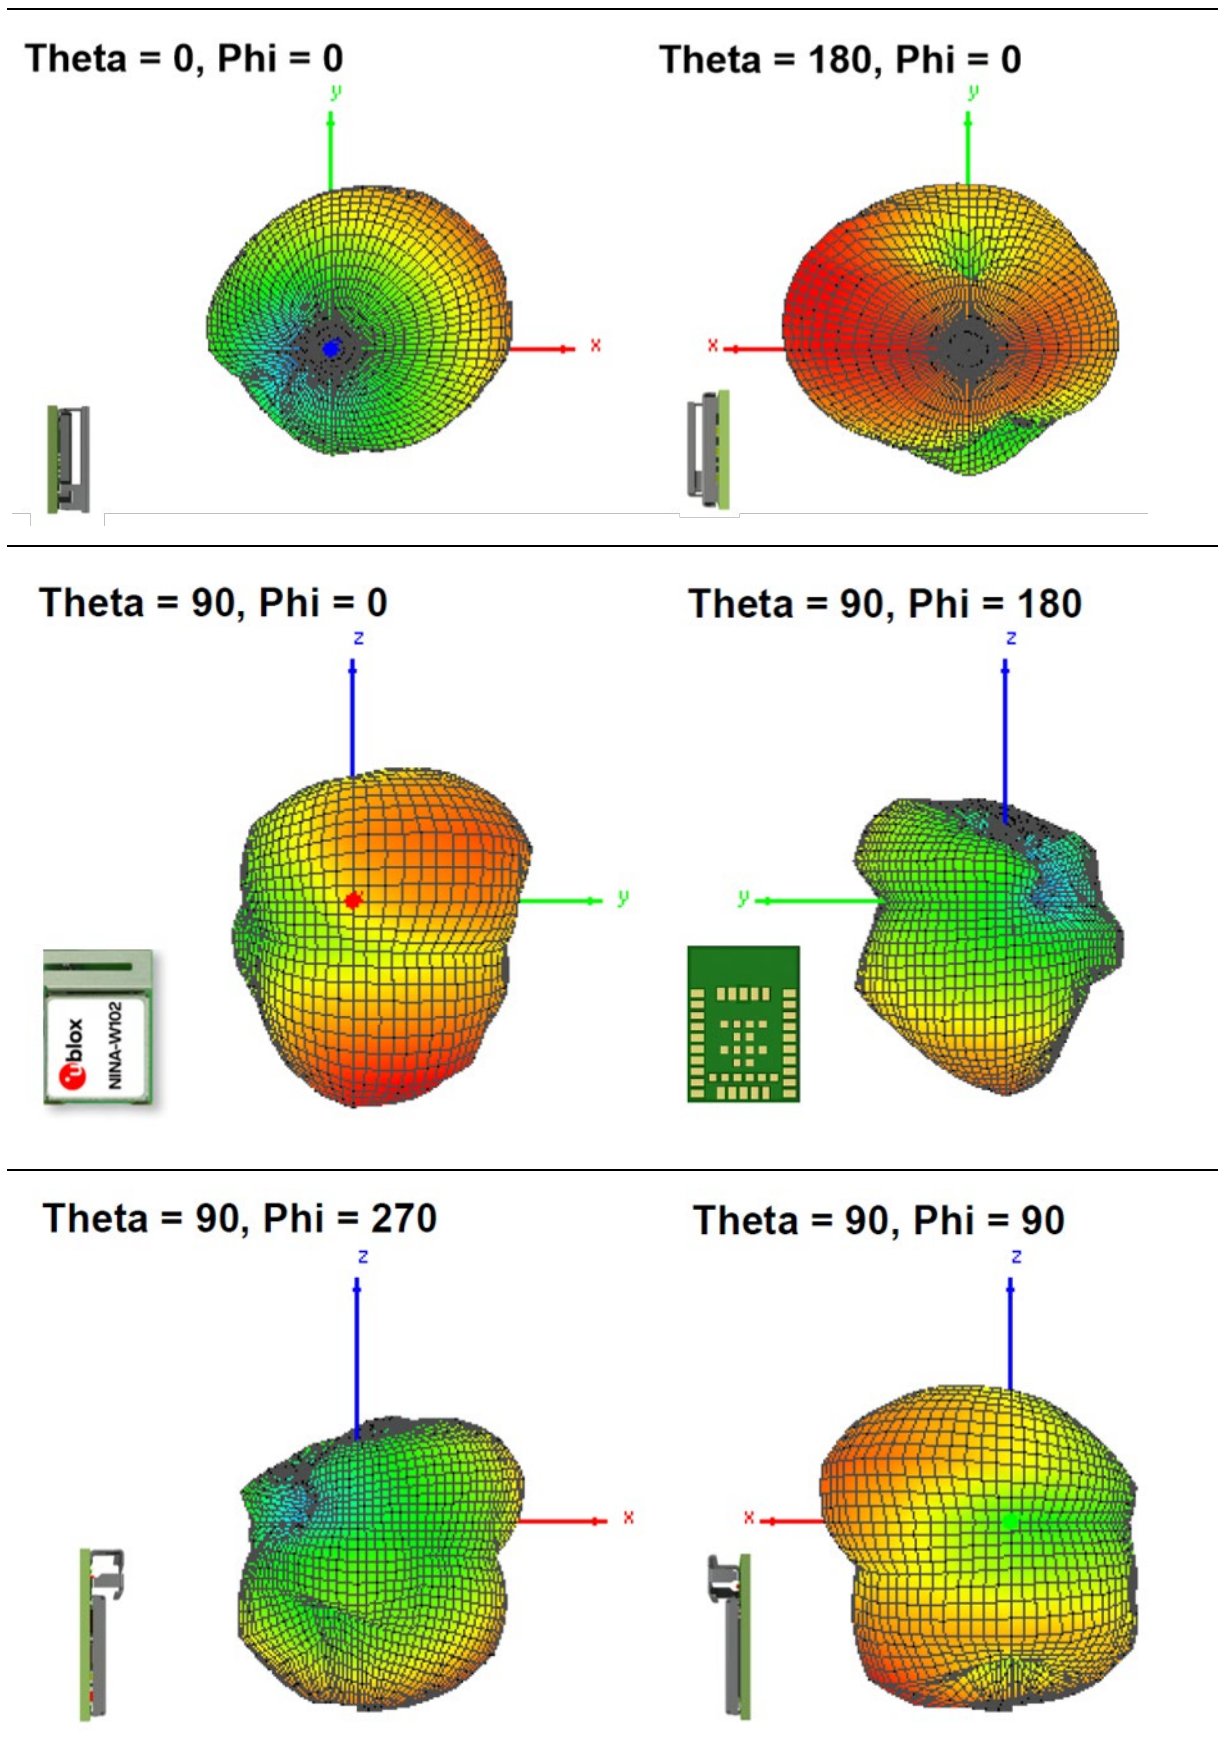 Theta = 0, Phi = 0
Theta = 180, Phi = 0
y
y
x
x
Theta = 90, Phi = 0
Theta = 90, Phi = 180
z
z
y
y
ublox
NINA-W102
Theta = 90, Phi = 270
Theta = 90, Phi = 90
z
z
x
x